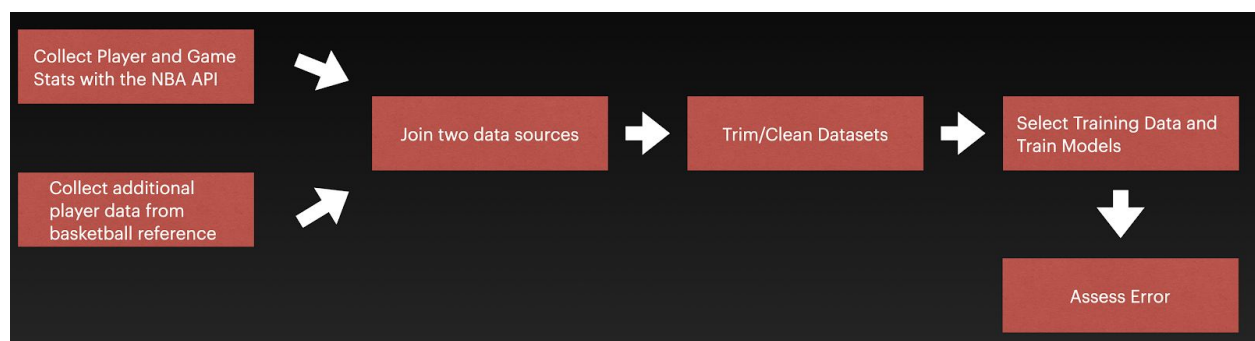 Collect Player and Game
Stats with the NBA API
Collect additional
player data from
basketball reference
Join two data sources
Trim/Clean Datasets
Select Training Data and
Train Models
Assess Error